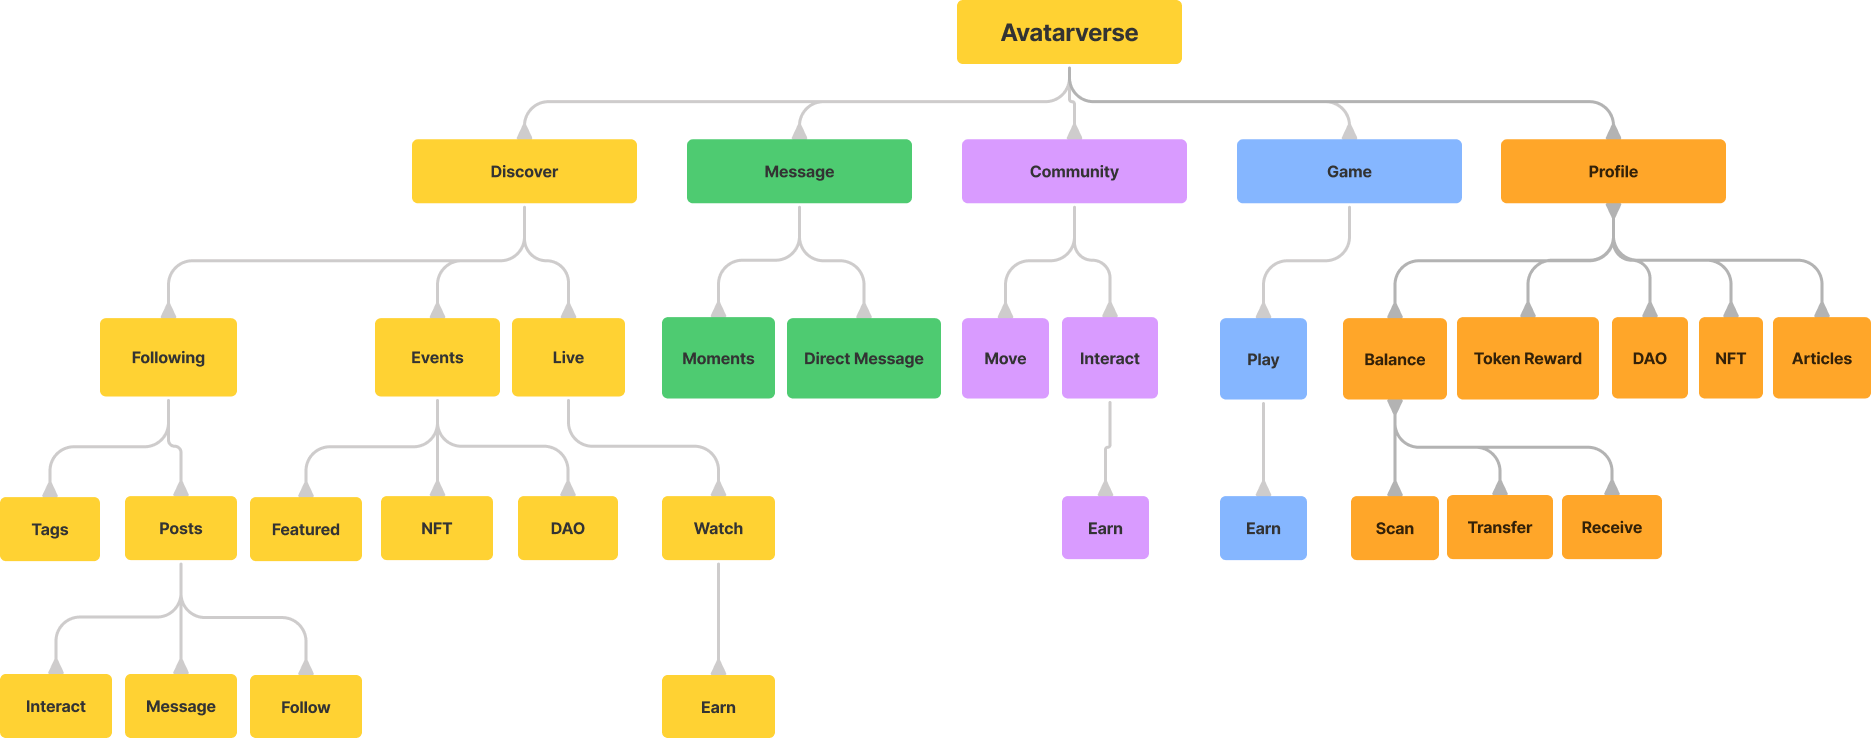 Avatarverse
Discover
Message
Community
Game
Profile
Following
Events
Live
Moments
Direct Message
Move
Interact
Play
Balance
Token Reward
DAO
NFT
Articles
Tags
Posts
Featured
NFT
DAO
Watch
Earn
Earn
Scan
Transfer
Receive
Interact
Message
Follow
Earn